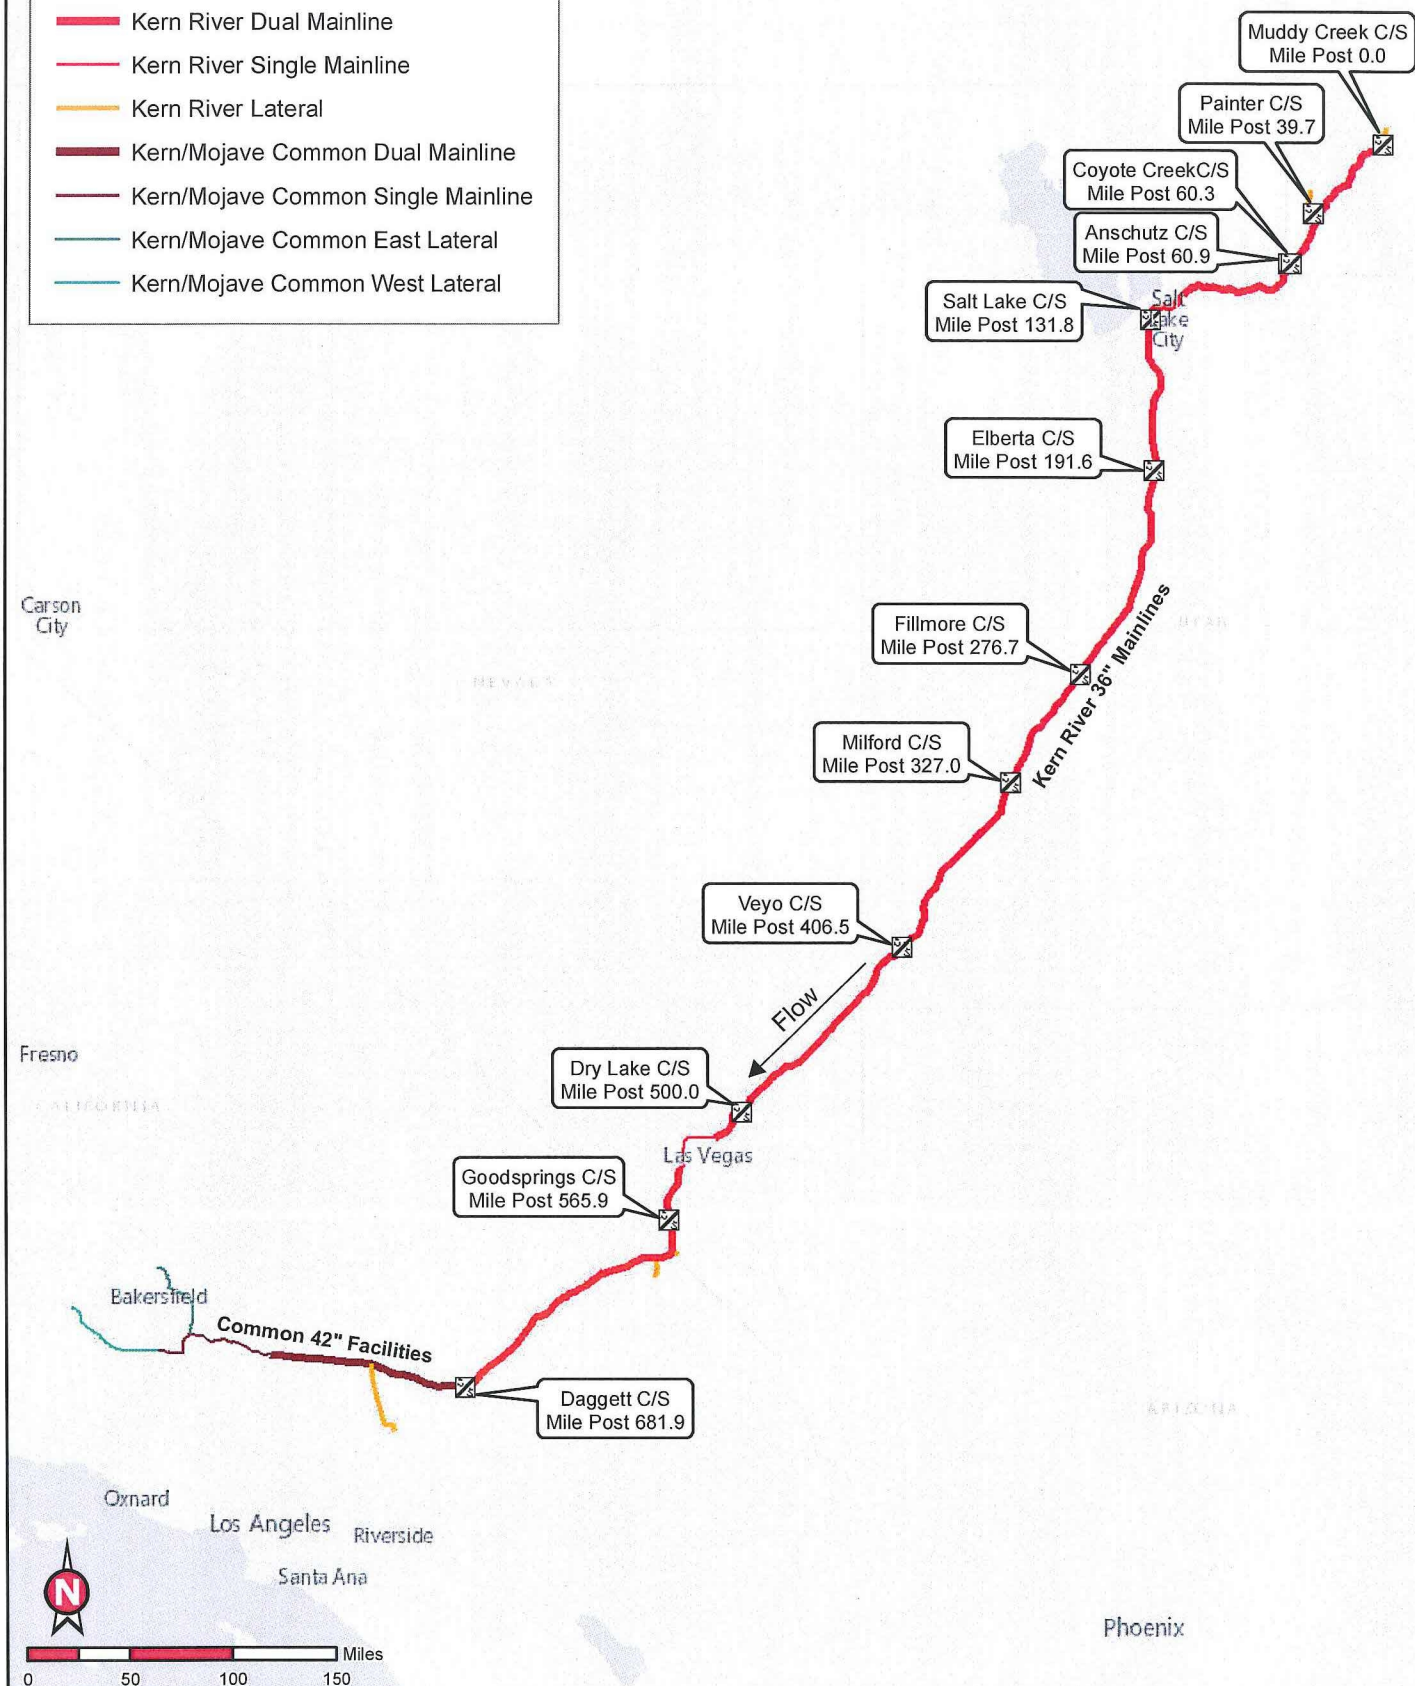 Kern River Dual Mainline
Kern River Single Mainline
Kern River Lateral
Kern/Mojave Common Dual Mainline
Kern/Mojave Common Single Mainline
Kern/Mojave Common East Lateral
Kern/Mojave Common West Lateral
Muddy Creek C/S
Mile Post 0.0
Painter C/S
Mile Post 39.7
Coyote CreekC/S
Mile Post 60.3
Anschutz C/S
Mile Post 60.9
Salt Lake C/S
Mile Post 131.8
Salt
Lake
City
Elberta C/S
Mile Post 191.6
Carson
City
UTAH
Fillmore C/S
Mile Post 276.7
Kern River 36" Mainlines
NEVADA
Milford C/S
Mile Post 327.0
Veyo C/S
Mile Post 406.5
Flow
Fresno
CALIFORNIA
Dry Lake C/S
Mile Post 500.0
Las Vegas
Goodsprings C/S
Mile Post 565.9
Bakersfield
Common 42" Facilities
Daggett C/S
Mile Post 681.9
ARIZONA
Oxnard
Los Angeles
Riverside
Santa Ana
N
Phoenix
Miles
0 50 100 150